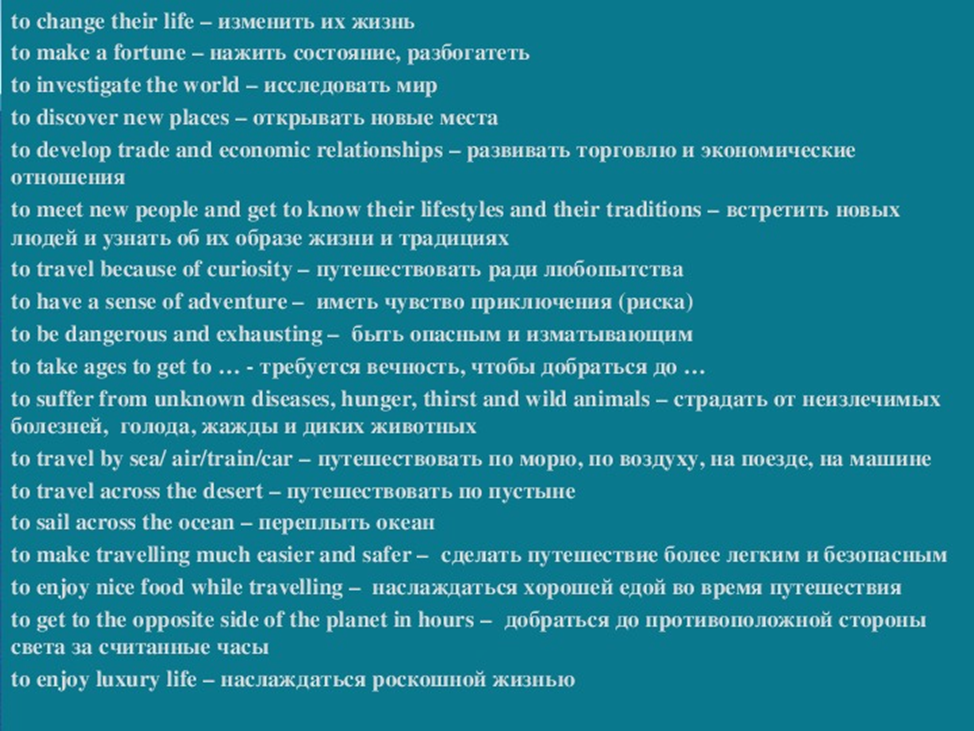 to change their life – изменить их жизнь
to make a fortune – нажить состояние, разбогатеть
to investigate the world – исследовать мир
to discover new places – открывать новые места
to develop trade and economic relationships – развивать торговлю и экономические
отношения
to meet new people and get to know their lifestyles and their traditions – встретить новых
людей и узнать об их образе жизни и традициях
to travel because of curiosity – путешествовать ради любопытства
to have a sense of adventure –  иметь чувство приключения (риска)
to be dangerous and exhausting –  быть опасным и изматывающим
to take ages to get to … - требуется вечность, чтобы добраться до …
to suffer from unknown diseases, hunger, thirst and wild animals – страдать от неизлечимых
болезней,  голода, жажды и диких животных
to travel by sea/ air/train/car – путешествовать по морю, по воздуху, на поезде, на машине
to travel across the desert – путешествовать по пустыне
to sail across the ocean – переплыть океан
to make travelling much easier and safer –  сделать путешествие более легким и безопасным
to enjoy nice food while travelling –  наслаждаться хорошей едой во время путешествия
to get to the opposite side of the planet in hours –  добраться до противоположной стороны
света за считанные часы
to enjoy luxury life – наслаждаться роскошной жизнью